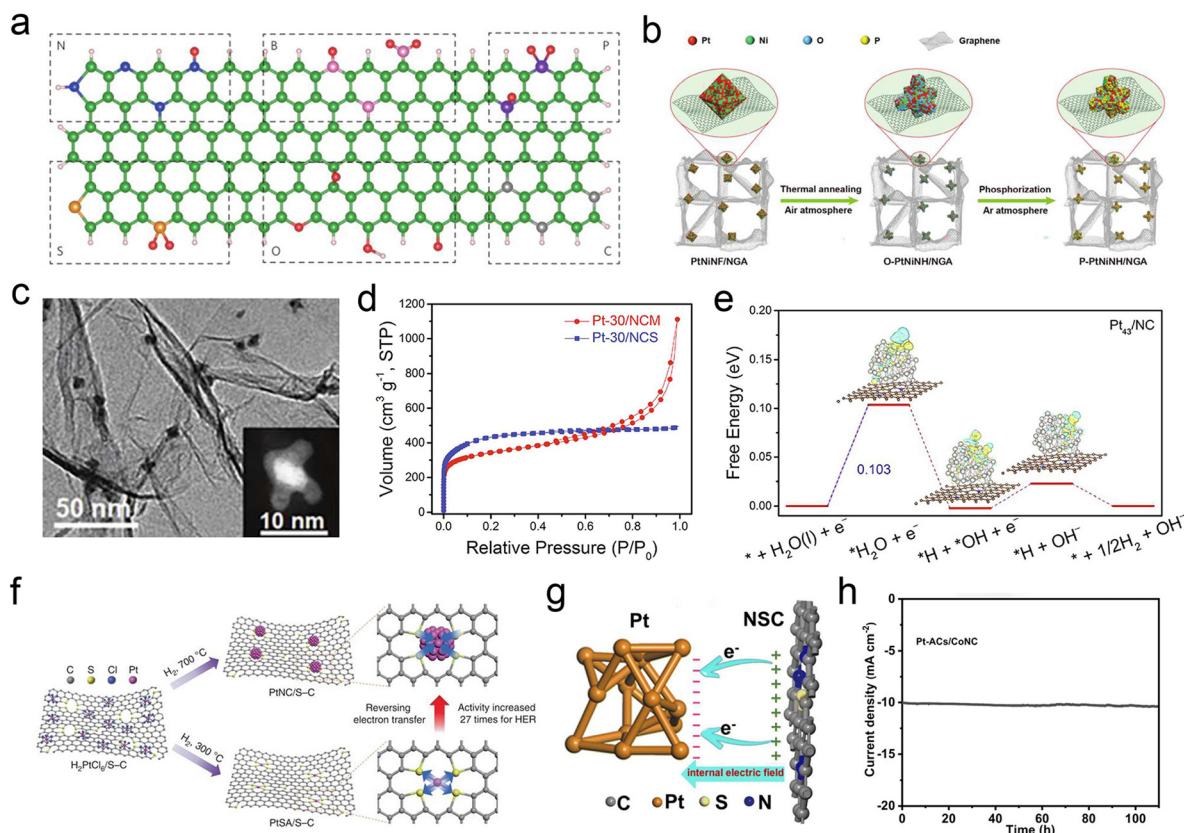 a
N
B
P
S
O
C
b
Pt
Ni
O
P
Graphene
Thermal annealing
Air atmosphere
Phosphorization
Ar atmosphere
PtNiNF/NGA
O-PtNiNH/NGA
P-PtNiNH/NGA
c
50 nm
10 nm
d
Volume (cm³ g⁻¹, STP)
1200
1000
800
600
400
200
0
Pt-30/NCM
Pt-30/NCS
0.0 0.2 0.4 0.6 0.8 1.0
Relative Pressure (P/P₀)
e
Free Energy (eV)
0.20
0.15
0.10
0.05
0.00
Pt₄₃/NC
0.103
* + H₂O(l) + e⁻
*H₂O + e⁻
*H + *OH + e⁻
*H + OH⁻
* + 1/2H₂ + OH⁻
f
C S Cl Pt
H₂PtCl₆/S–C
H₂, 700 °C
H₂, 300 °C
PtNC/S–C
PtSA/S–C
Reversing
electron transfer
Activity increased
27 times for HER
g
Pt
NSC
e⁻
e⁻
internal electric field
C Pt S N
h
Current density (mA cm⁻²)
0
-5
-10
-15
-20
Pt-ACs/CoNC
0 20 40 60 80 100
Time (h)